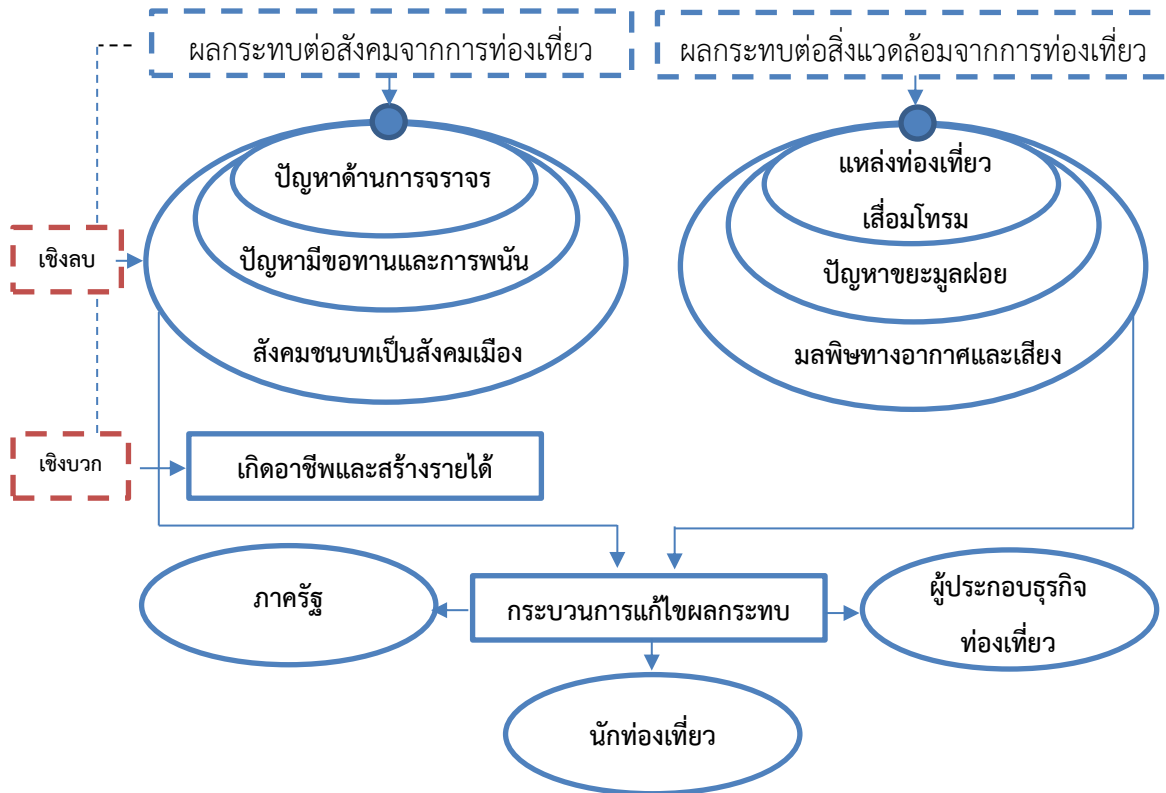 ผลกระทบต่อสังคมจากการท่องเที่ยว
ผลกระทบต่อสิ่งแวดล้อมจากการท่องเที่ยว
ปัญหาด้านการจราจร
ปัญหามีขอทานและการพนัน
สังคมชนบทเป็นสังคมเมือง
แหล่งท่องเที่ยว
เสื่อมโทรม
ปัญหาขยะมูลฝอย
มลพิษทางอากาศและเสียง
เชิงลบ
เชิงบวก
เกิดอาชีพและสร้างรายได้
ภาครัฐ
กระบวนการแก้ไขผลกระทบ
ผู้ประกอบธุรกิจ
ท่องเที่ยว
นักท่องเที่ยว